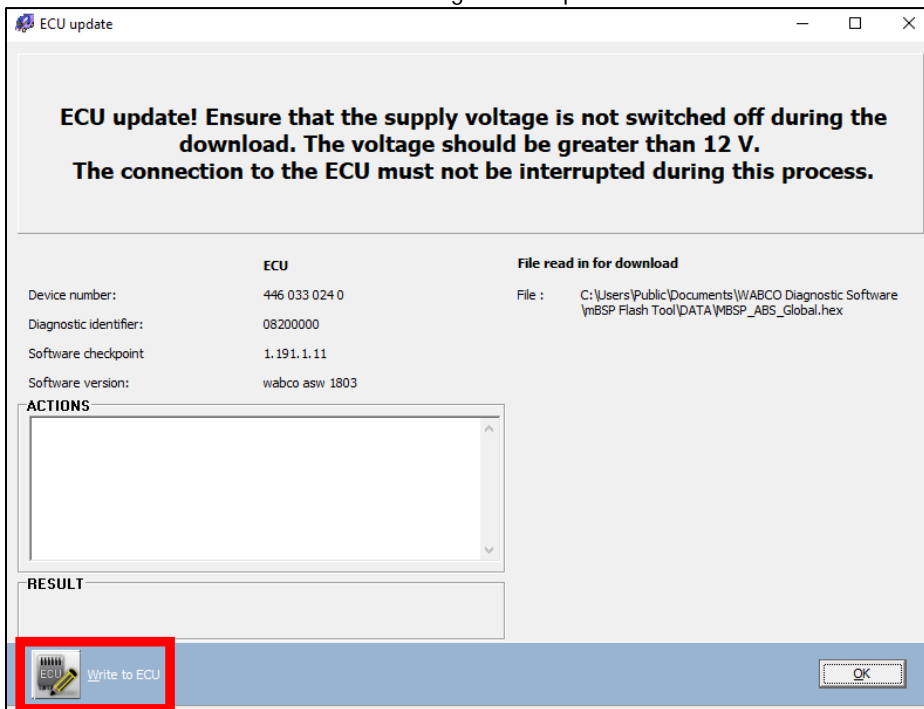 ECU update
ECU update! Ensure that the supply voltage is not switched off during the
download. The voltage should be greater than 12 V.
The connection to the ECU must not be interrupted during this process.
ECU
File read in for download
Device number:
446 033 024 0
File :
C:\Users\Public\Documents\WABCO Diagnostic Software
\mBSP Flash Tool\DATA\MBSP_ABS_Global.hex
Diagnostic identifier:
08200000
Software checkpoint
1.191.1.11
Software version:
wabco asw 1803
ACTIONS
RESULT
ECU
Write to ECU
OK